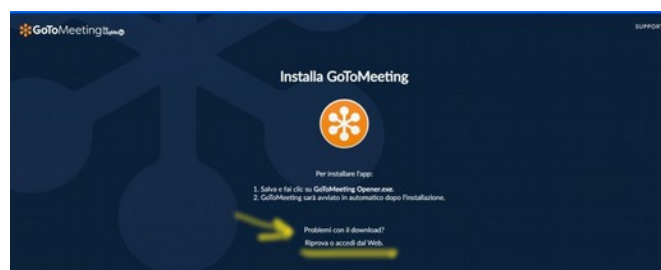 GoToMeeting
SUPPOR
Installa GoToMeeting
Per installare l'app:
1. Salva e fai clic su GoToMeeting Opener.exe.
2. GoToMeeting sarà avviato in automatico dopo l'installazione.
Problemi con il download?
Riprova o accedi dal Web.